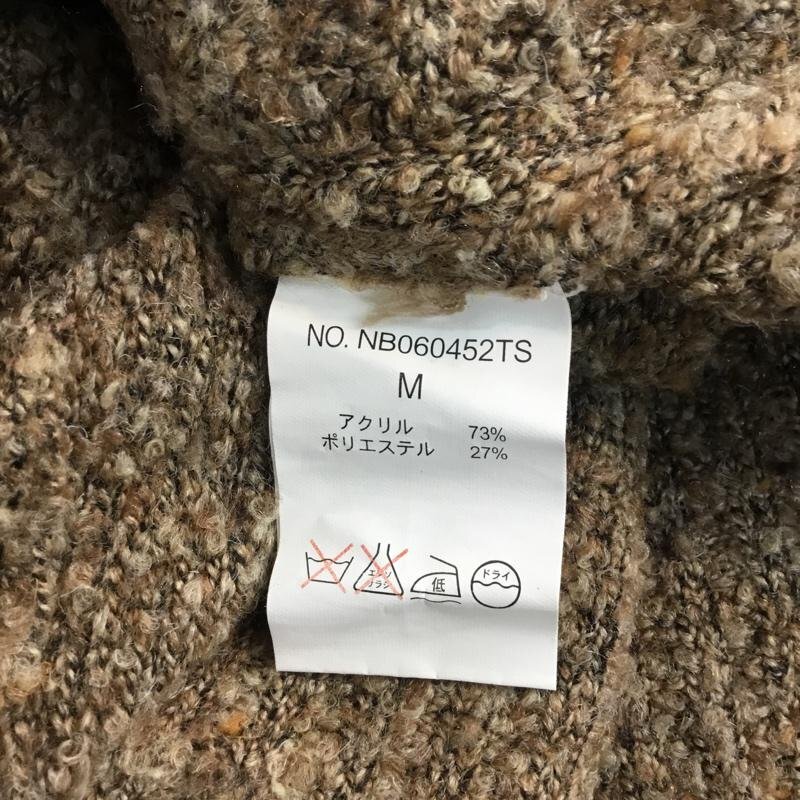 NO. NB060452TS
M
アクリル 73%
ポリエステル 27%
エンソ
サラシ
低
ドライ